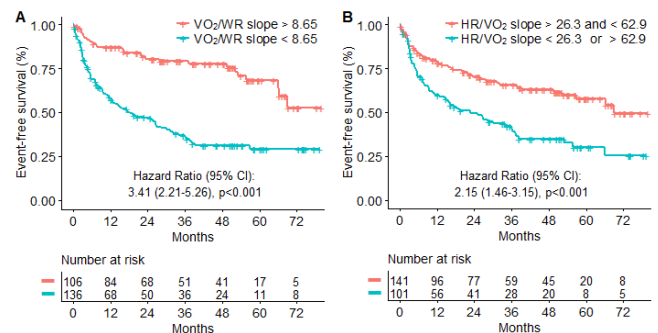 A
VO₂/WR slope > 8.65
VO₂/WR slope < 8.65
Event-free survival (%)
1.00
0.75
0.50
0.25
0.00
Hazard Ratio (95% CI):
3.41 (2.21-5.26), p<0.001
0 12 24 36 48 60 72
Months
Number at risk
106 84 68 51 41 17 5
136 68 50 36 24 11 8
0 12 24 36 48 60 72
Months
B
HR/VO₂ slope > 26.3 and < 62.9
HR/VO₂ slope < 26.3 or > 62.9
Event-free survival (%)
1.00
0.75
0.50
0.25
0.00
Hazard Ratio (95% CI):
2.15 (1.46-3.15), p<0.001
0 12 24 36 48 60 72
Months
Number at risk
141 96 77 59 45 20 8
101 56 41 28 20 8 5
0 12 24 36 48 60 72
Months